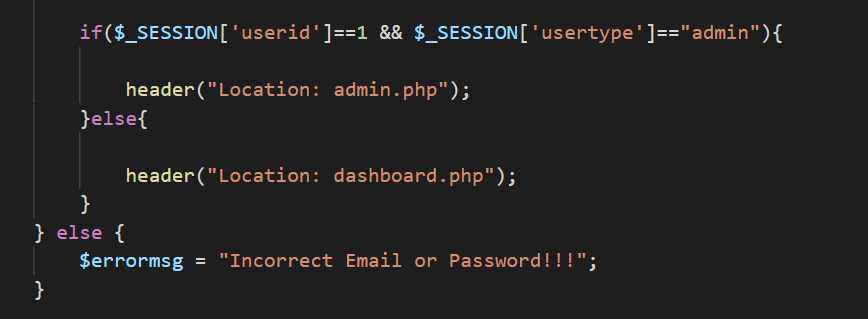 if($_SESSION['userid']==1 && $_SESSION['usertype']=="admin"){
header("Location: admin.php");
}else{
header("Location: dashboard.php");
}
} else {
$errormsg = "Incorrect Email or Password!!!";
}